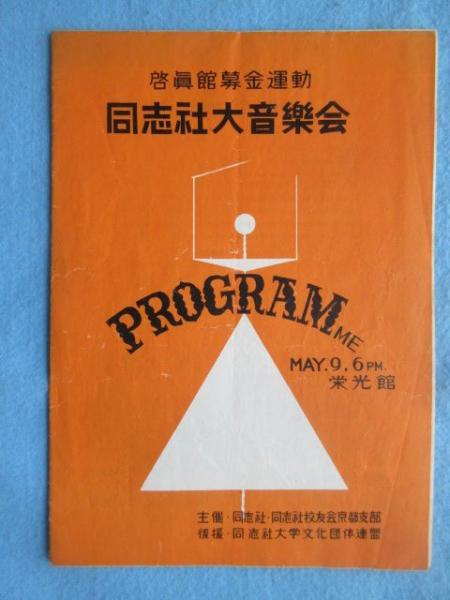 啓眞館募金運動
同志社大音樂会
PROGRAMME
MAY. 9, 6 PM.
栄光館
主催・同志社・同志社校友会京都支部
後援・同志社大学文化団体連盟